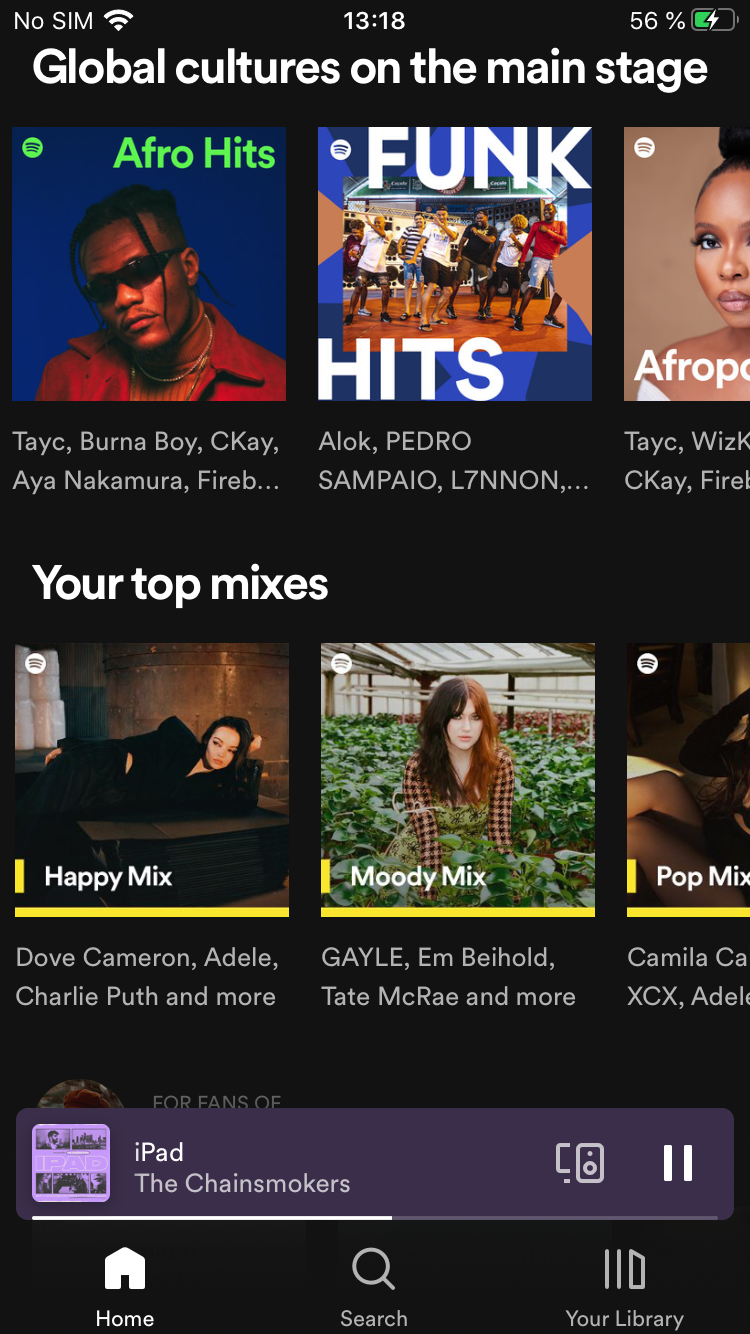 No SIM 13:18 56 %
Global cultures on the main stage
Afro Hits
FUNK
HITS
Afropo
Tayc, Burna Boy, CKay,
Aya Nakamura, Fireb...
Alok, PEDRO
SAMPAIO, L7NNON,...
Tayc, WizK
CKay, Fireb
Your top mixes
Happy Mix
Moody Mix
Pop Mix
Dove Cameron, Adele,
Charlie Puth and more
GAYLE, Em Beihold,
Tate McRae and more
Camila Ca
XCX, Adele
FOR FANS OF
IPAD
iPad
The Chainsmokers
Home
Search
Your Library